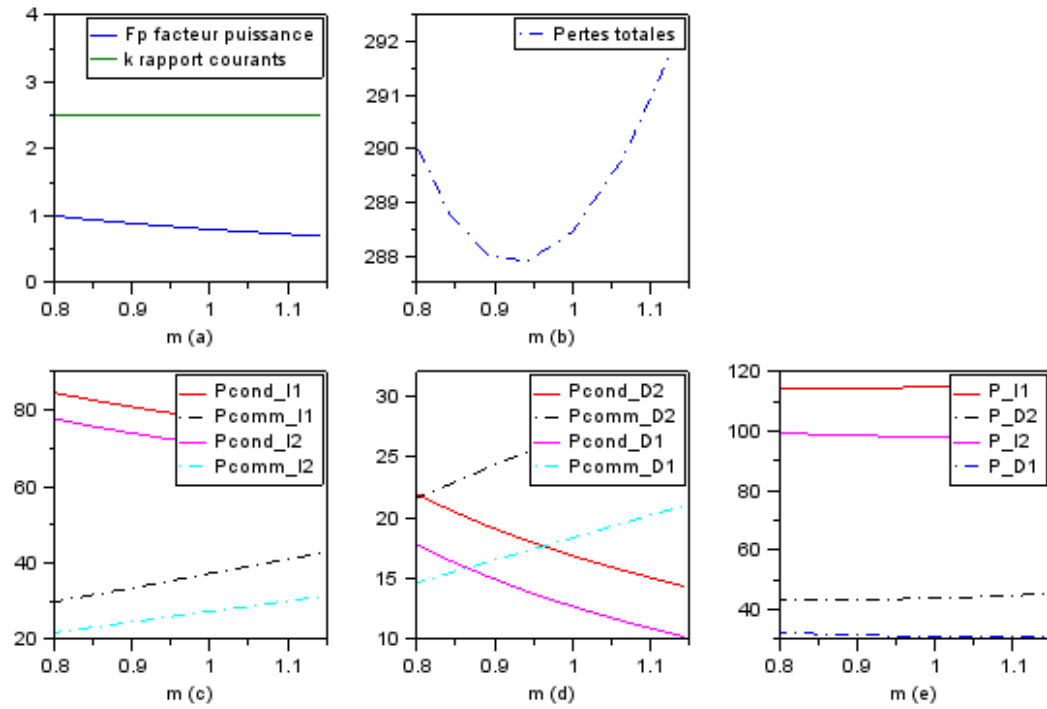 4
3
2
1
0
Fp facteur puissance
k rapport courants
0.8
0.9
1
1.1
m (a)
292
291
290
289
288
Pertes totales
0.8
0.9
1
1.1
m (b)
80
60
40
20
Pcond_I1
Pcomm_I1
Pcond_I2
Pcomm_I2
0.8
0.9
1
1.1
m (c)
30
25
20
15
10
Pcond_D2
Pcomm_D2
Pcond_D1
Pcomm_D1
0.8
0.9
1
1.1
m (d)
120
100
80
60
40
P_I1
P_D2
P_I2
P_D1
0.8
0.9
1
1.1
m (e)